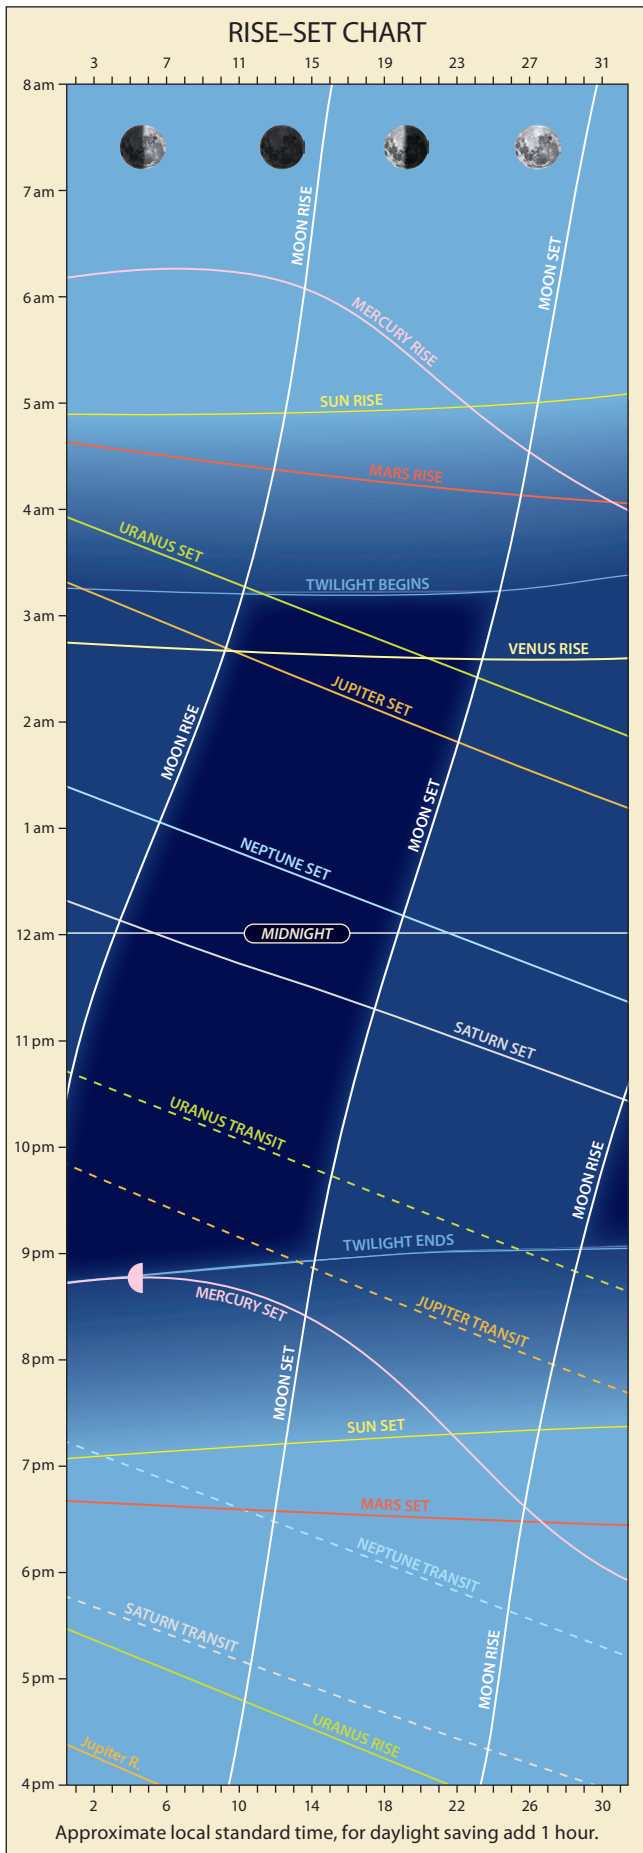 RISE–SET CHART
3 7 11 15 19 23 27 31
8 am
7 am
MOON RISE
MOON SET
6 am
MERCURY RISE
SUN RISE
5 am
MARS RISE
4 am
URANUS SET
TWILIGHT BEGINS
3 am
VENUS RISE
JUPITER SET
2 am
MOON RISE
MOON SET
1 am
NEPTUNE SET
12 am
MIDNIGHT
SATURN SET
11 pm
URANUS TRANSIT
10 pm
MOON RISE
TWILIGHT ENDS
9 pm
MERCURY SET
JUPITER TRANSIT
8 pm
MOON SET
SUN SET
7 pm
MARS SET
NEPTUNE TRANSIT
6 pm
SATURN TRANSIT
MOON RISE
5 pm
URANUS RISE
Jupiter R.
4 pm
2 6 10 14 18 22 26 30
Approximate local standard time, for daylight saving add 1 hour.